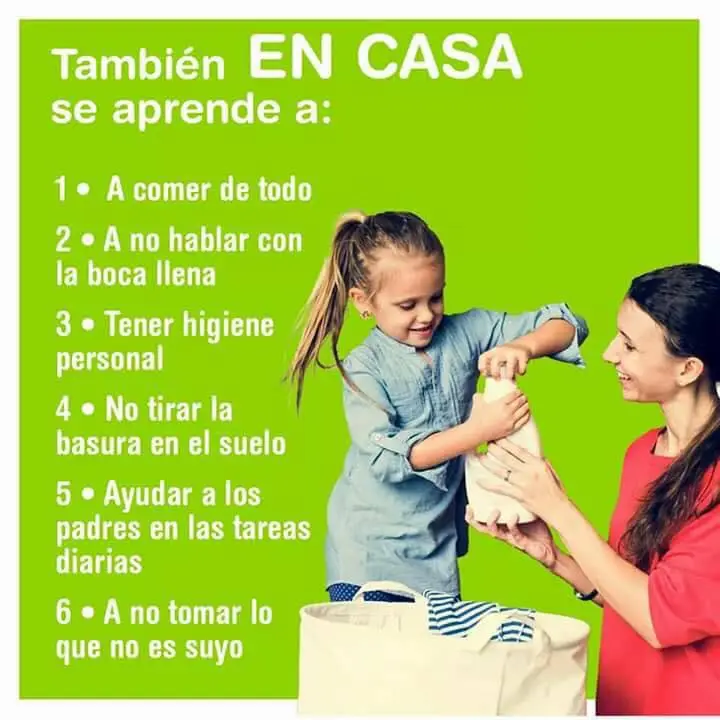 También EN CASA
se aprende a:
1 • A comer de todo
2 • A no hablar con
la boca llena
3 • Tener higiene
personal
4 • No tirar la
basura en el suelo
5 • Ayudar a los
padres en las tareas
diarias
6 • A no tomar lo
que no es suyo